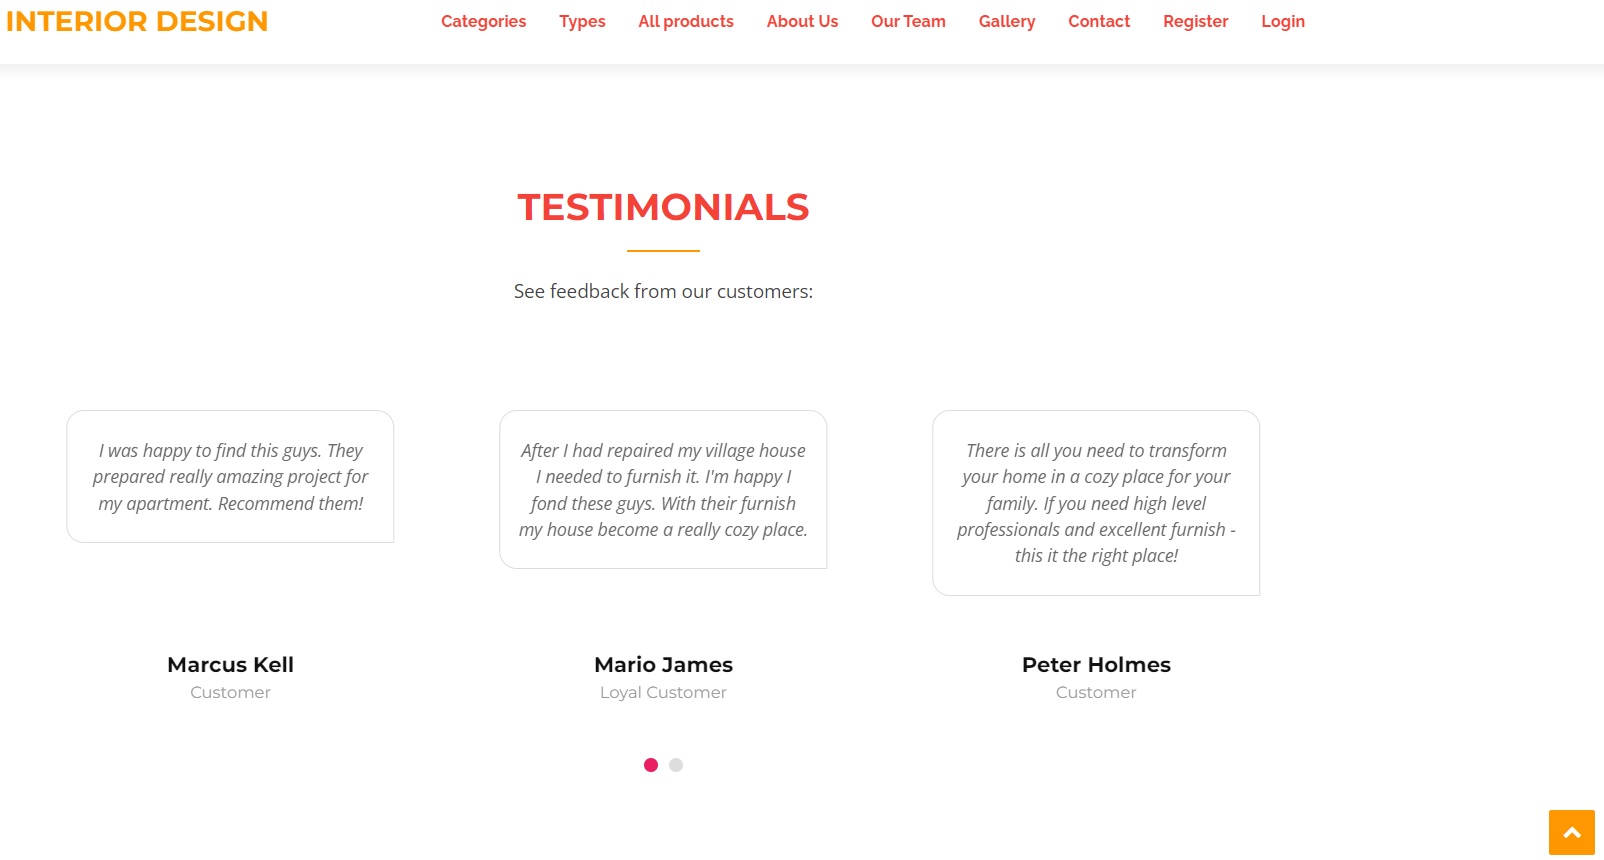 INTERIOR DESIGN
Categories Types All products About Us Our Team Gallery Contact Register Login
TESTIMONIALS
See feedback from our customers:
I was happy to find this guys. They
prepared really amazing project for
my apartment. Recommend them!
Marcus Kell
Customer
After I had repaired my village house
I needed to furnish it. I'm happy I
fond these guys. With their furnish
my house become a really cozy place.
Mario James
Loyal Customer
There is all you need to transform
your home in a cozy place for your
family. If you need high level
professionals and excellent furnish -
this it the right place!
Peter Holmes
Customer